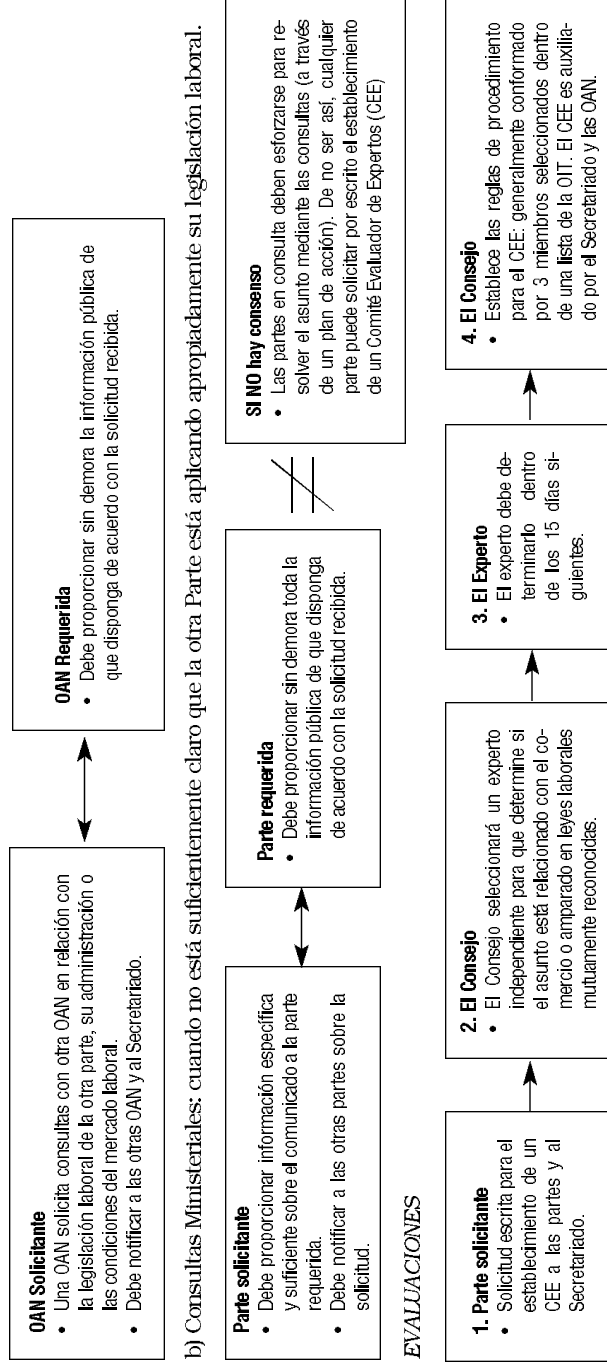 OAN Solicitante
• Una OAN solicita consultas con otra OAN en relación con
la legislación laboral de la otra parte, su administración o
las condiciones del mercado laboral.
• Debe notificar a las otras OAN y al Secretariado.
OAN Requerida
• Debe proporcionar sin demora la información pública de
que disponga de acuerdo con la solicitud recibida.
b) Consultas Ministeriales: cuando no está suficientemente claro que la otra Parte está aplicando apropiadamente su legislación laboral.
Parte solicitante
• Debe proporcionar información específica
y suficiente sobre el comunicado a la parte
requerida.
• Debe notificar a las otras partes sobre la
solicitud.
Parte requerida
• Debe proporcionar sin demora toda la
información pública de que disponga
de acuerdo con la solicitud recibida.
SI NO hay consenso
• Las partes en consulta deben esforzarse para re-
solver el asunto mediante las consultas (a través
de un plan de acción). De no ser así, cualquier
parte puede solicitar por escrito el establecimiento
de un Comité Evaluador de Expertos (CEE)
EVALUACIONES
1. Parte solicitante
• Solicitud escrita para el
establecimiento de un
CEE a las partes y al
Secretariado.
2. El Consejo
• El Consejo seleccionará un experto
independiente para que determine si
el asunto está relacionado con el co-
mercio o amparado en leyes laborales
mutuamente reconocidas.
3. El Experto
• El experto debe de-
terminarlo dentro
de los 15 días si-
guientes.
4. El Consejo
• Establece las reglas de procedimiento
para el CEE: generalmente conformado
por 3 miembros seleccionados dentro
de una lista de la OIT. El CEE es auxilia-
do por el Secretariado y las OAN.